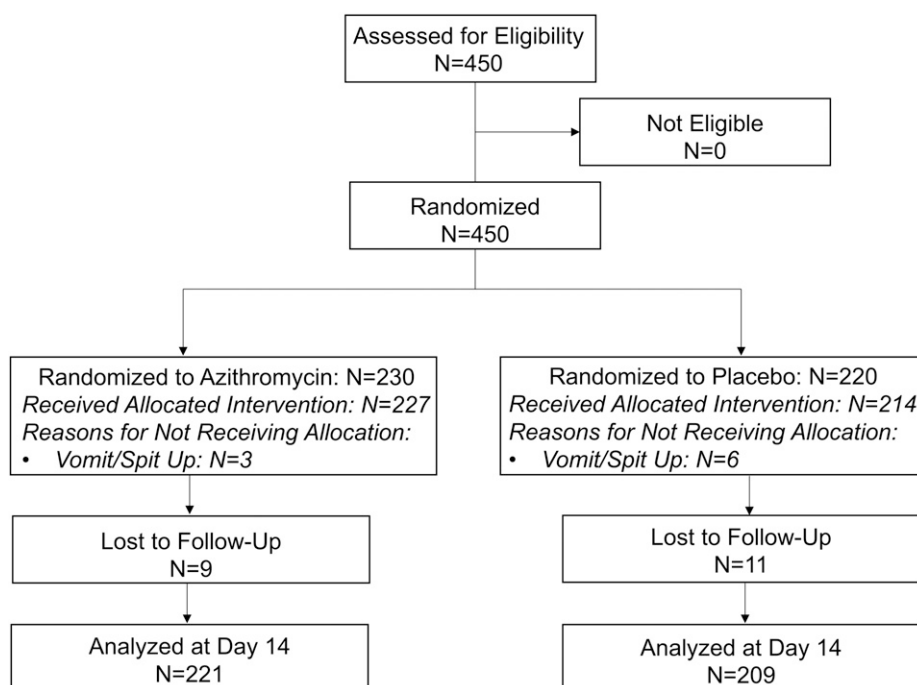 Assessed for Eligibility
N=450
Not Eligible
N=0
Randomized
N=450
Randomized to Azithromycin: N=230
Received Allocated Intervention: N=227
Reasons for Not Receiving Allocation:
• Vomit/Spit Up: N=3
Randomized to Placebo: N=220
Received Allocated Intervention: N=214
Reasons for Not Receiving Allocation:
• Vomit/Spit Up: N=6
Lost to Follow-Up
N=9
Lost to Follow-Up
N=11
Analyzed at Day 14
N=221
Analyzed at Day 14
N=209